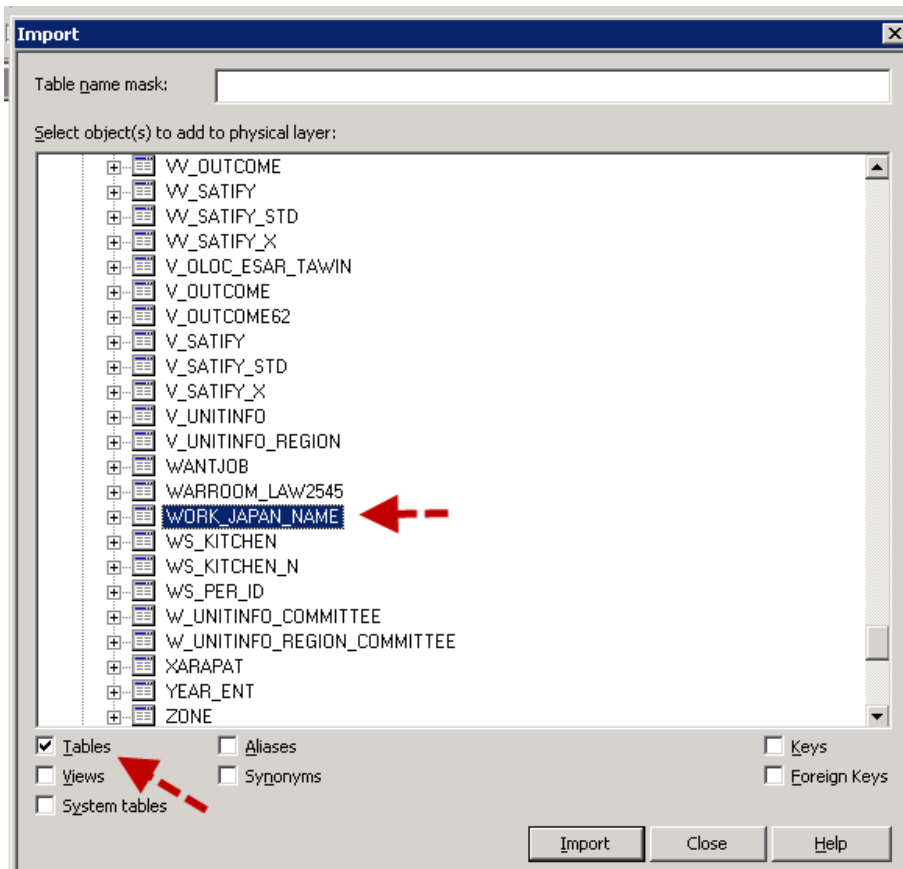 Import
Table name mask:
Select object(s) to add to physical layer:
VV_OUTCOME
VV_SATIFY
VV_SATIFY_STD
VV_SATIFY_X
V_OLOC_ESAR_TAWIN
V_OUTCOME
V_OUTCOME62
V_SATIFY
V_SATIFY_STD
V_SATIFY_X
V_UNITINFO
V_UNITINFO_REGION
WANTJOB
WARROOM_LAW2545
WORK_JAPAN_NAME
WS_KITCHEN
WS_KITCHEN_N
WS_PER_ID
W_UNITINFO_COMMITTEE
W_UNITINFO_REGION_COMMITTEE
XARAPAT
YEAR_ENT
ZONE
Tables Aliases Keys
Views Synonyms Foreign Keys
System tables
Import Close Help